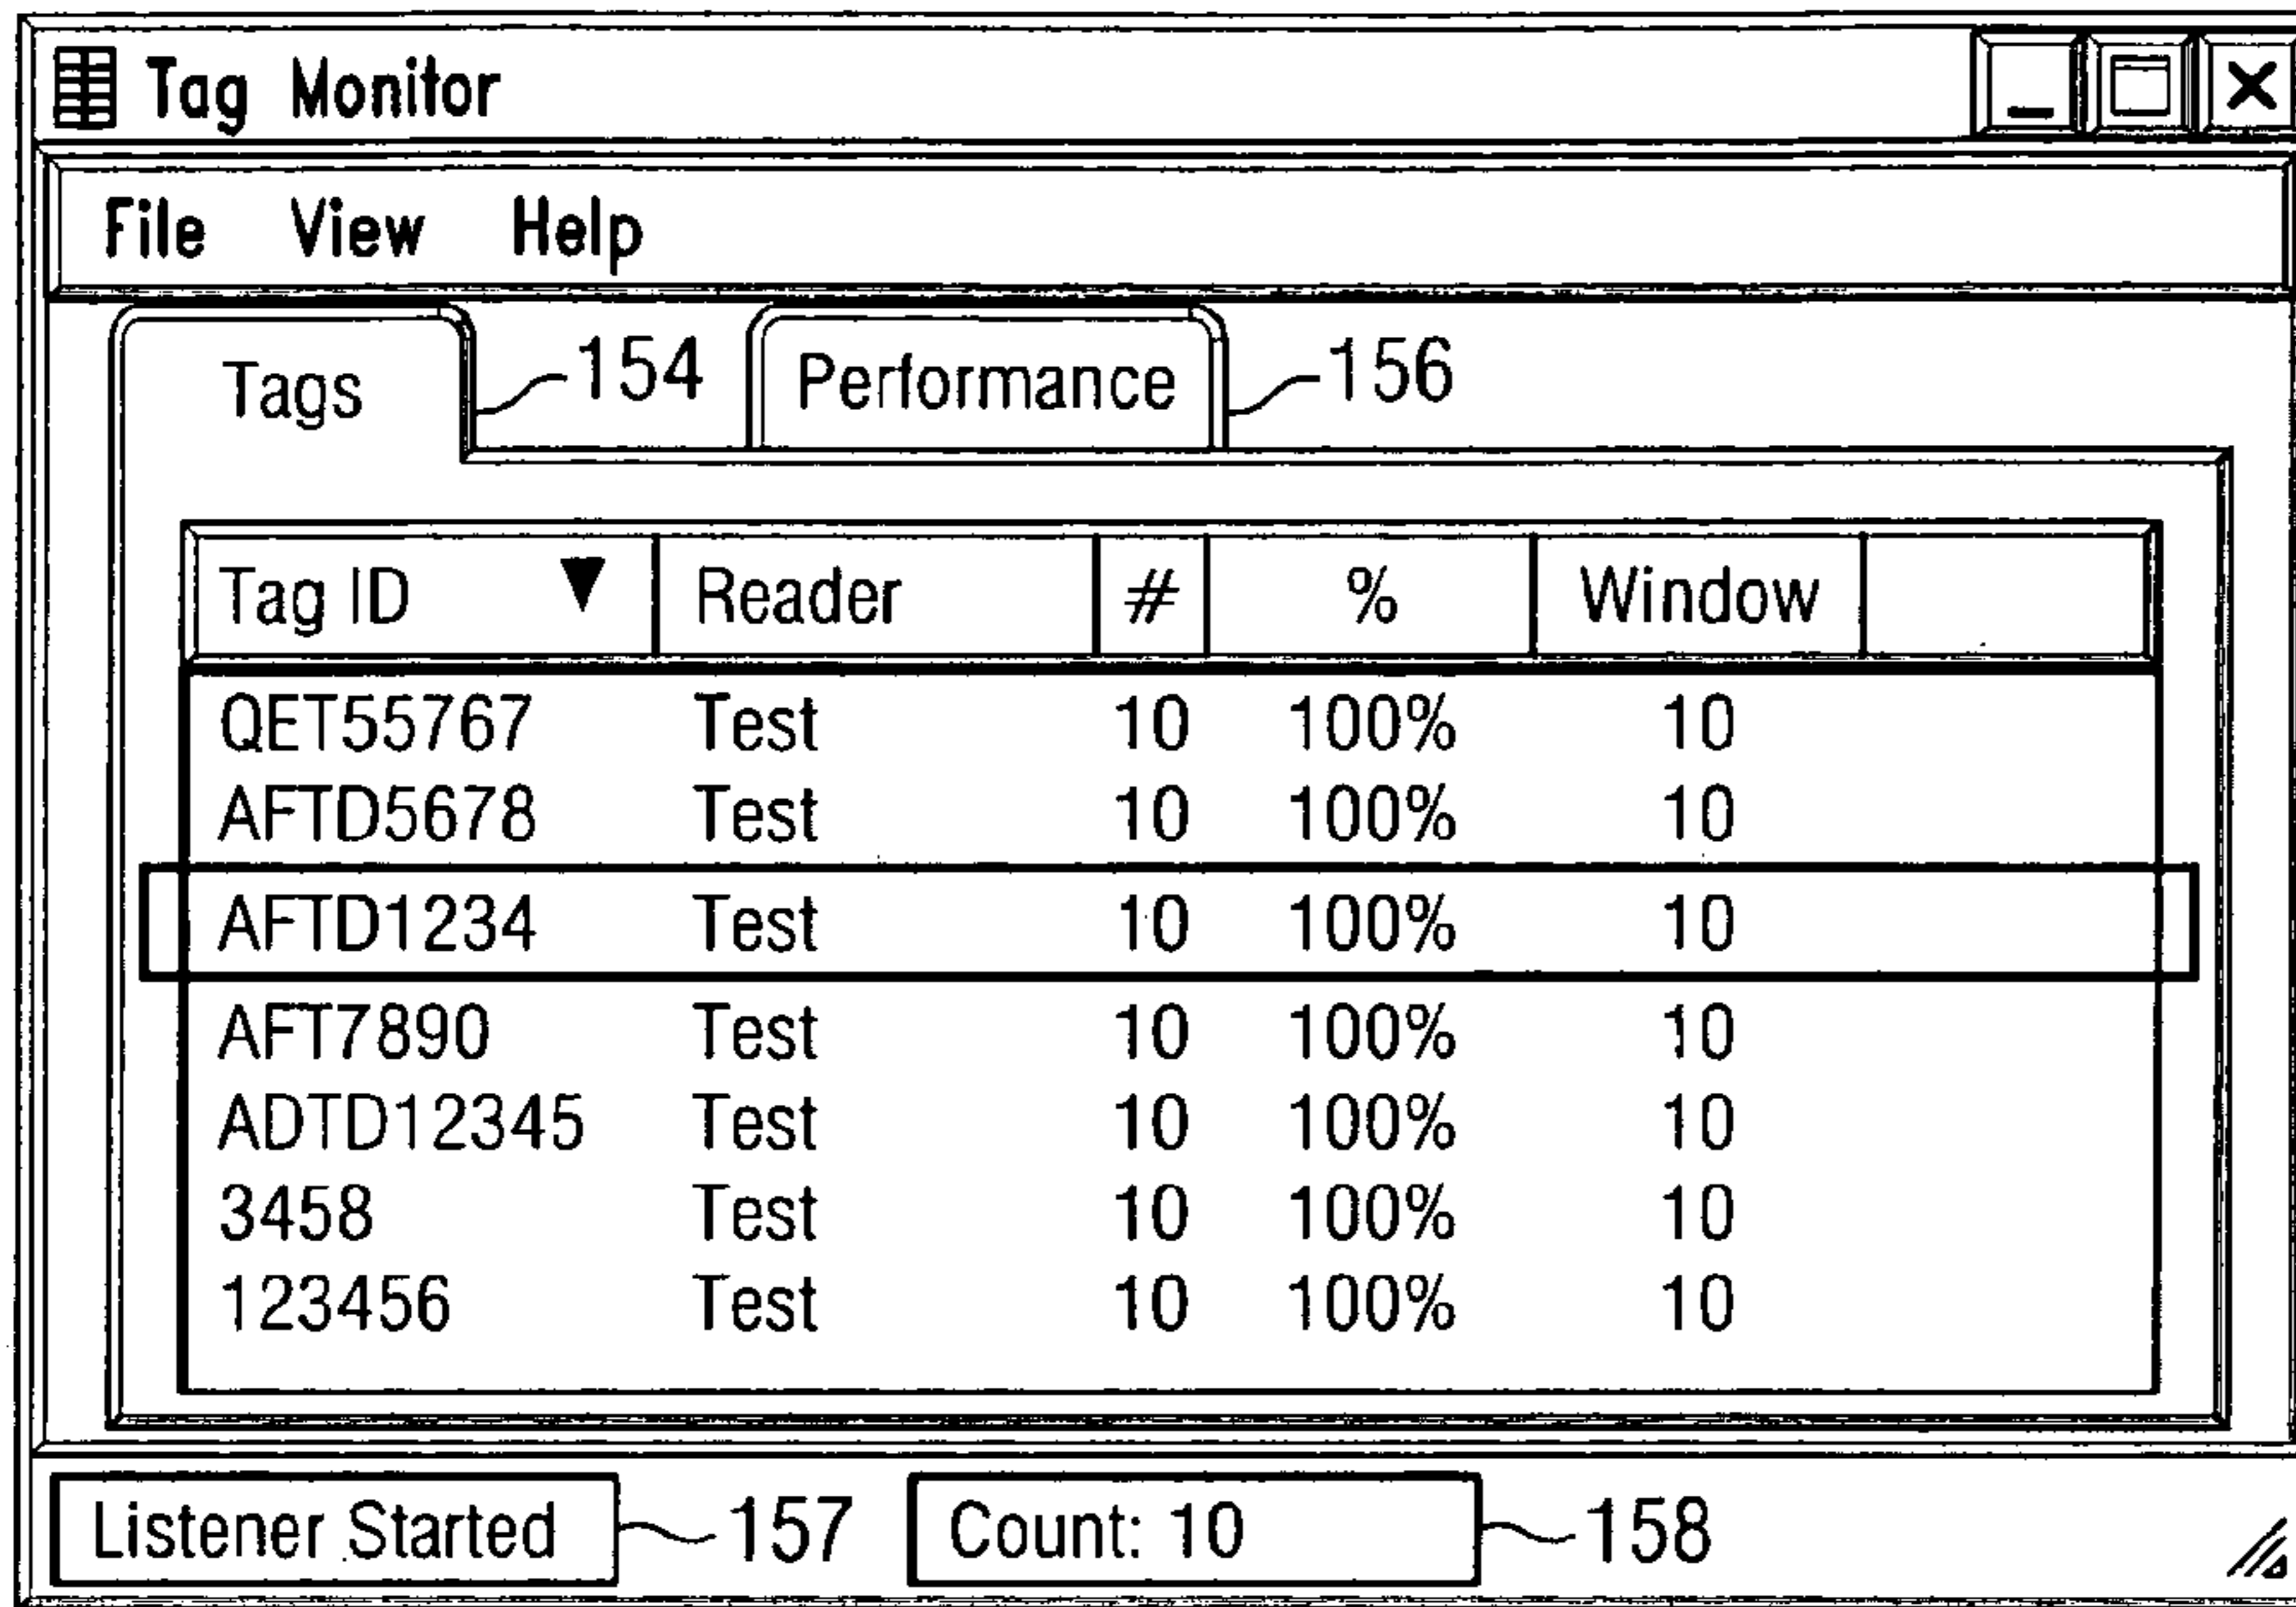 Tag Monitor
File View Help
Tags 154 Performance 156
Tag ID ▼ Reader # % Window
QET55767 Test 10 100% 10
AFTD5678 Test 10 100% 10
AFTD1234 Test 10 100% 10
AFT7890 Test 10 100% 10
ADTD12345 Test 10 100% 10
3458 Test 10 100% 10
123456 Test 10 100% 10
Listener Started 157 Count: 10 158